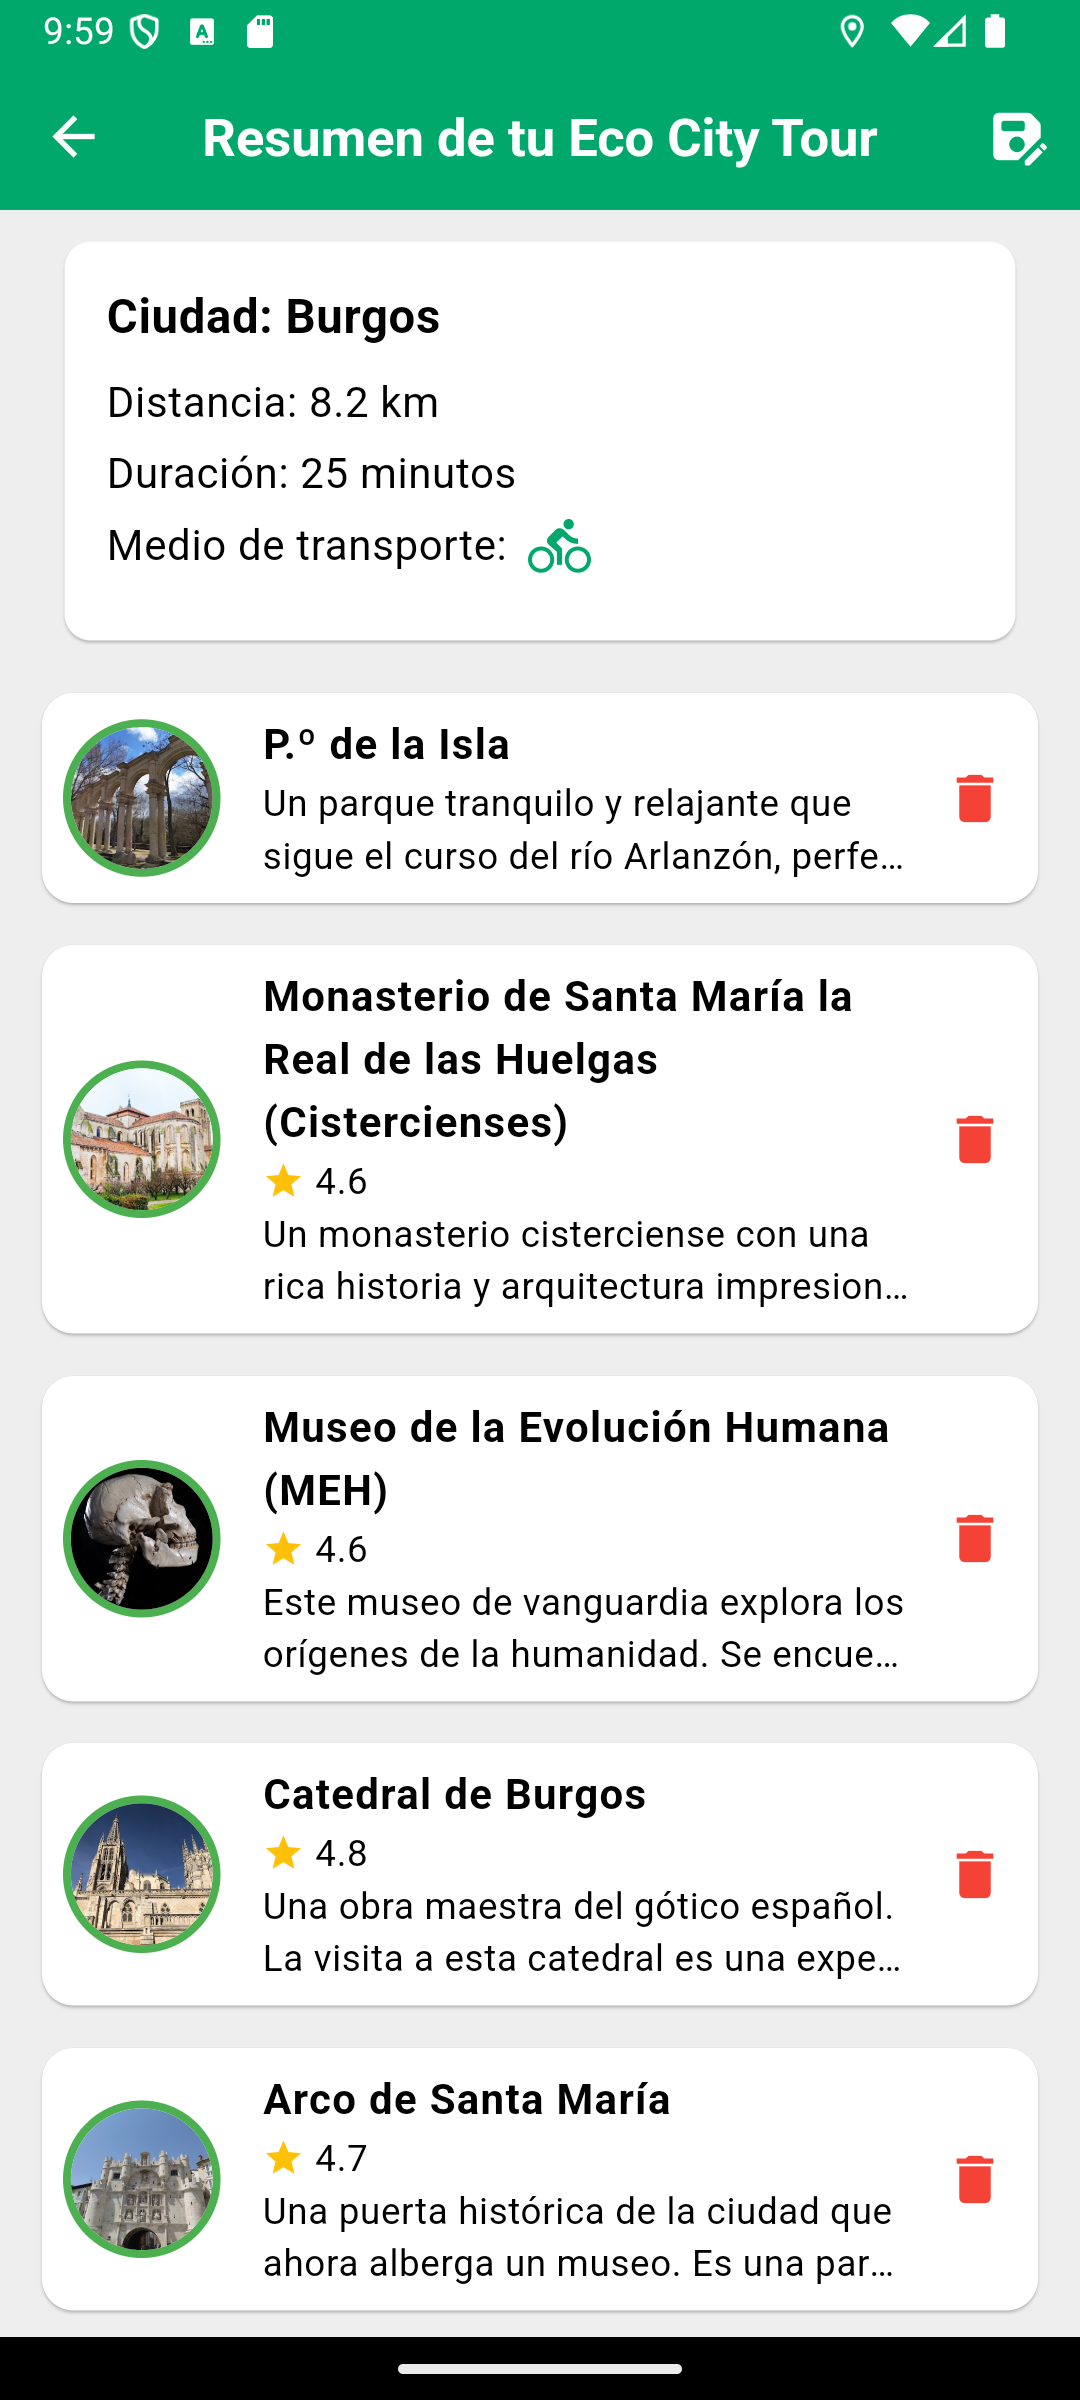 9:59
Resumen de tu Eco City Tour
Ciudad: Burgos
Distancia: 8.2 km
Duración: 25 minutos
Medio de transporte:
P.º de la Isla
Un parque tranquilo y relajante que
sigue el curso del río Arlanzón, perfe…
Monasterio de Santa María la
Real de las Huelgas
(Cistercienses)
4.6
Un monasterio cisterciense con una
rica historia y arquitectura impresion…
Museo de la Evolución Humana
(MEH)
4.6
Este museo de vanguardia explora los
orígenes de la humanidad. Se encue…
Catedral de Burgos
4.8
Una obra maestra del gótico español.
La visita a esta catedral es una expe…
Arco de Santa María
4.7
Una puerta histórica de la ciudad que
ahora alberga un museo. Es una par…